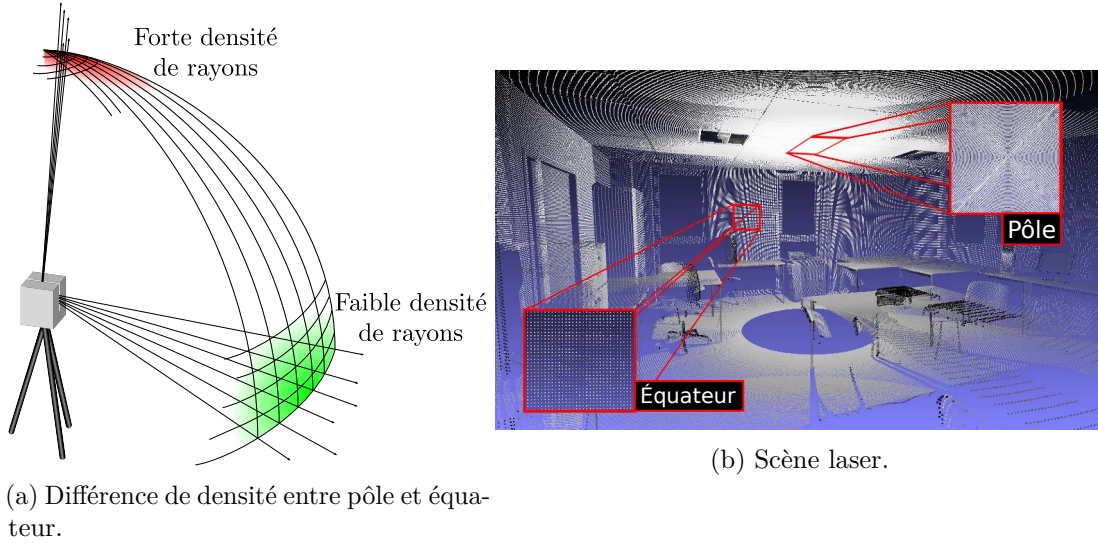 Forte densité
de rayons
Faible densité
de rayons
(a) Différence de densité entre pôle et équa-
teur.
Pôle
Équateur
(b) Scène laser.